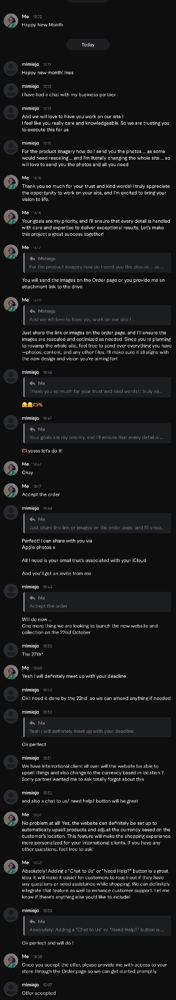 Me 19:02
Happy New Month
Today
mimiejo 13:12
Happy new month! Ines
mimiejo 13:12
I have had a chat with my business partner
mimiejo 13:13
And we will love to have you work on our site !
I feel like you really care and knowledgeable. So we are trusting you
to execute this for us
mimiejo 13:15
For the product imagery how do I send you the photos ... as some
would need rescaling ... and I'm literally changing the whole site ... so
will love to send you the photos and all you need
Me 13:16
Thank you so much for your trust and kind words! I truly appreciate
the opportunity to work on your site, and I'm excited to bring your
vision to life.
Me 13:16
Your goals are my priority, and I'll ensure that every detail is handled
with care and expertise to deliver exceptional results. Let's make
this project a great success together!
Me 13:17
Mimiejo
For the product imagery how do I send you the photos ... as ...
You will send the images on the Order page or you provide me an
attachment link to the drive
Me 13:22
Mimiejo
And we will love to have you work on our site !...
Just share the link or images on the order page, and I'll ensure the
images are rescaled and optimized as needed. Since you're planning
to revamp the whole site, feel free to send over everything you have
—photos, content, and any other files. I'll make sure it all aligns with
the new design and vision you're aiming for!
mimiejo 18:46
Me
Thank you so much for your trust and kind words! I truly ap...
🤗🤗🫶🏾👏🏾
mimiejo 18:47
Me
Your goals are my priority, and I'll ensure that every detail is ...
🫶🏾 yesss let's do it!
Me 18:47
Okay
Me 18:47
Accept the order
mimiejo 18:48
Me
Just share the link or images on the order page, and I'll ensu...
Perfect! I can share with you via
Apple photos x
All I need is your email that's associated with your iCloud.
And you'll get an invite from me
mimiejo 18:49
Me
Accept the order
Will do now ...
One more thing we are looking to launch the new website and
collection on the 22nd October
mimiejo 18:50
The 27th*
Me 18:50
Yeah I will definitely meet up with your deadline
mimiejo 18:50
Ok I need it done by the 22nd so we can amend anything if needed
mimiejo 18:50
Me
Yeah I will definitely meet up with your deadline
Ok perfect
mimiejo 18:51
We have international client all over will the website be able to
upsell things and also change to the currency based in location ?
Sorry partner wanted me to ask totally forgot about this
mimiejo 18:52
and also a chat to us/ need help? button will be great
Me 18:52
No problem at all! Yes, the website can definitely be set up to
automatically upsell products and adjust the currency based on the
customer's location. This feature will make the shopping experience
more personalized for your international clients. If you have any
other questions, feel free to ask!
Me 18:53
Absolutely! Adding a "Chat to Us" or "Need Help?" button is a great
idea. It will make it easier for customers to reach out if they have
any questions or need assistance while shopping. We can definitely
integrate that feature as well to enhance customer support. Let me
know if there's anything else you'd like to include!
mimiejo 18:58
Me
Absolutely! Adding a "Chat to Us" or "Need Help?" button is ...
Ok perfect and will do !
Me 19:00
Once you accept the offer, please provide me with access to your
store through the Order page so we can get started promptly.
mimiejo 19:07
Offer accepted